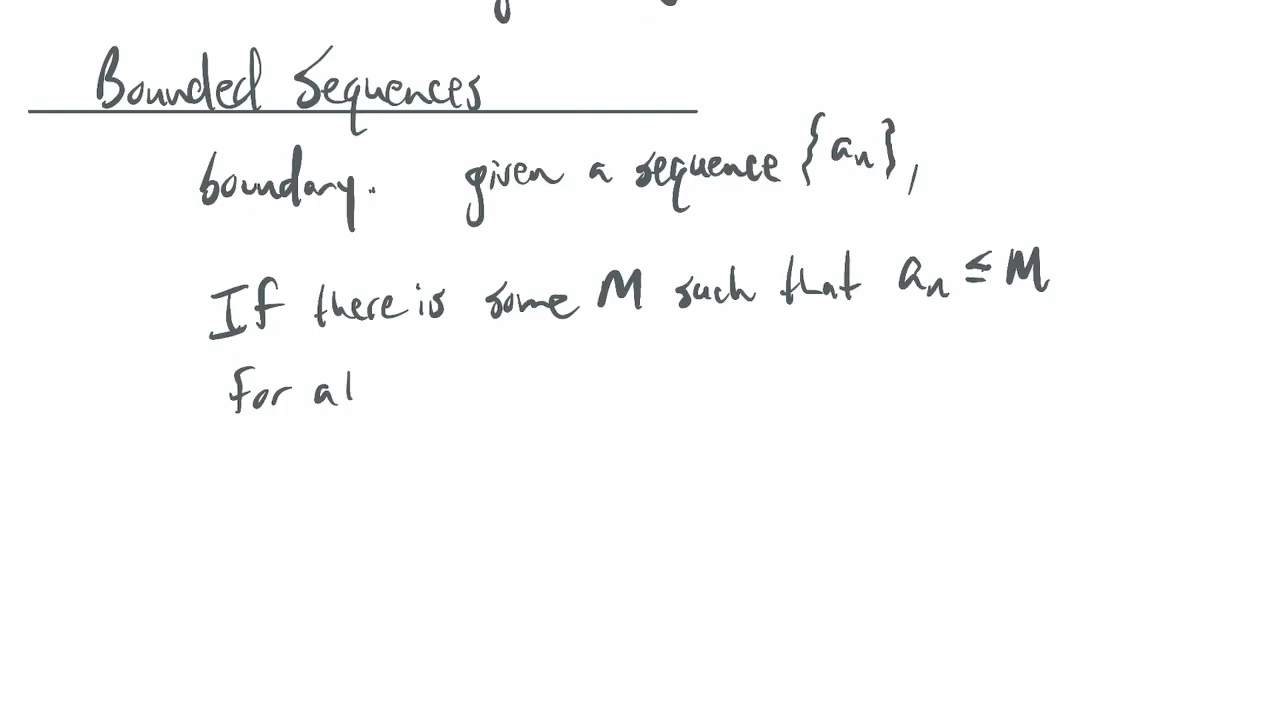 Bounded Sequences
boundary. given a sequence {aₙ},
If there is some M such that aₙ ≤ M
for al